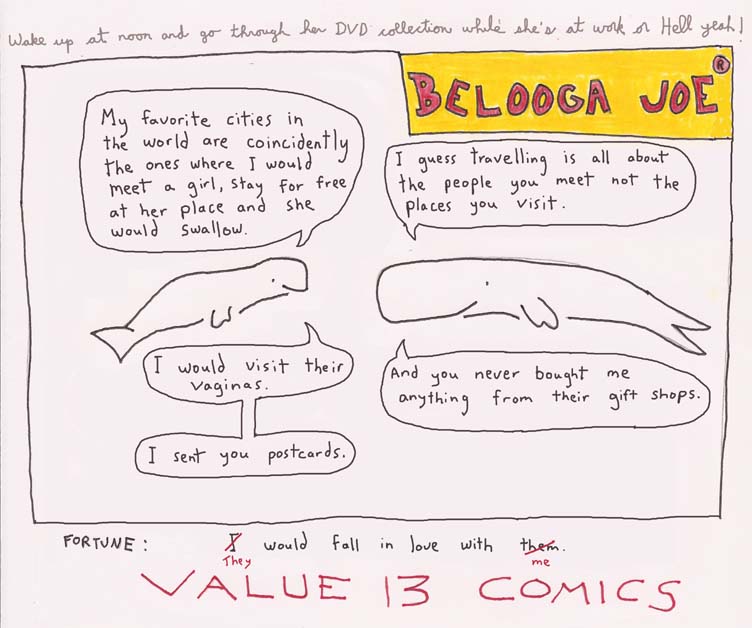 Wake up at noon and go through her DVD collection while she's at work or Hell yeah!
BELOOGA JOE®
My favorite cities in
the world are coincidently
the ones where I would
meet a girl, stay for free
at her place and she
would swallow.
I guess travelling is all about
the people you meet not the
places you visit.
I would visit their
vaginas.
And you never bought me
anything from their gift shops.
I sent you postcards.
FORTUNE: I would fall in love with them.
They me
VALUE 13 COMICS